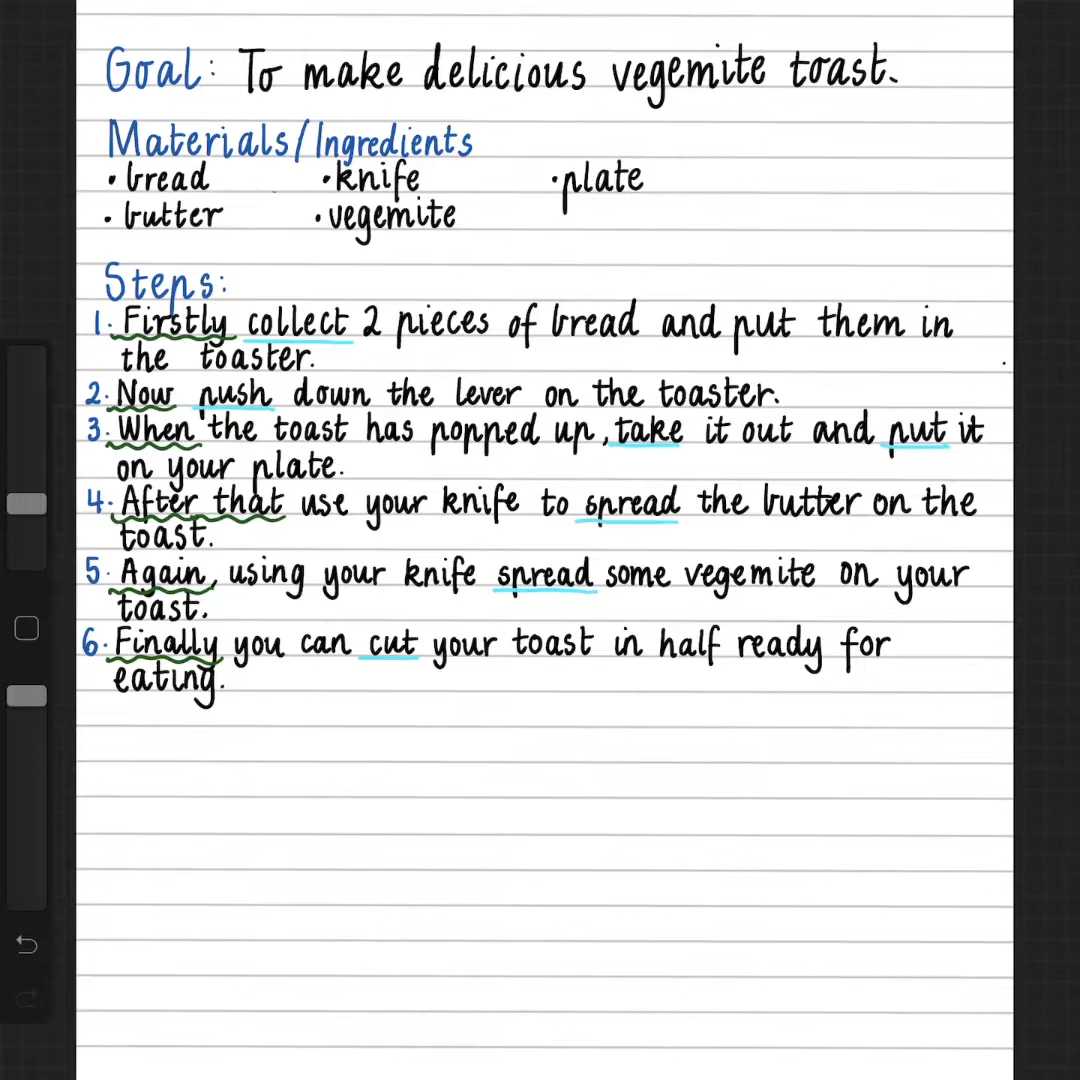 Goal: To make delicious vegemite toast.
Materials/Ingredients
• bread • knife • plate
• butter • vegemite
Steps:
1. Firstly collect 2 pieces of bread and put them in
the toaster.
2. Now push down the lever on the toaster.
3. When the toast has popped up, take it out and put it
on your plate.
4. After that use your knife to spread the butter on the
toast.
5. Again, using your knife spread some vegemite on your
toast.
6. Finally you can cut your toast in half ready for
eating.